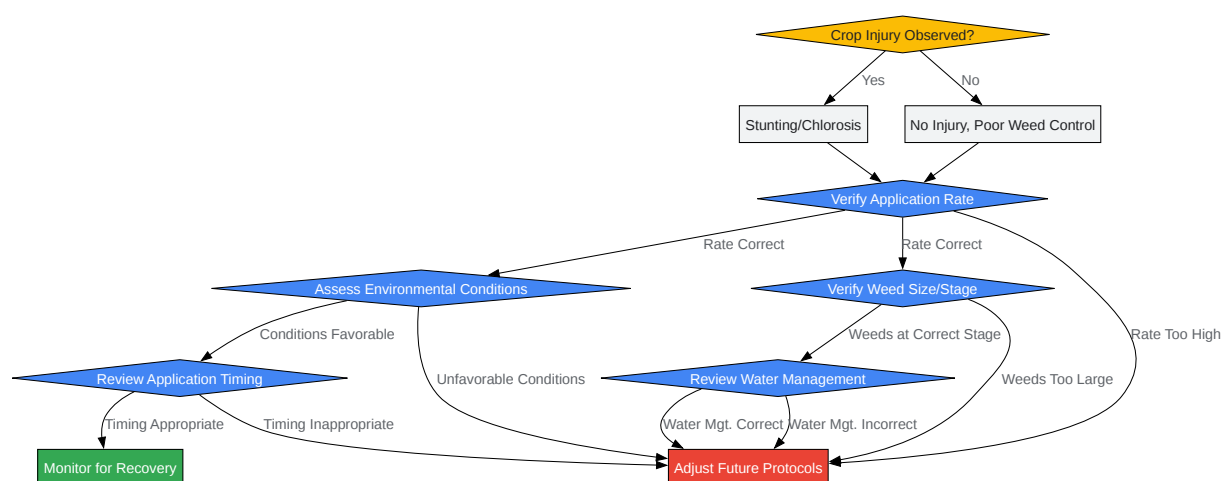 Crop Injury Observed?
Yes
No
Stunting/Chlorosis
No Injury, Poor Weed Control
Verify Application Rate
Rate Correct
Rate Correct
Assess Environmental Conditions
Verify Weed Size/Stage
Conditions Favorable
Weeds at Correct Stage
Rate Too High
Review Application Timing
Unfavorable Conditions
Review Water Management
Weeds Too Large
Timing Appropriate
Timing Inappropriate
Water Mgt. Correct
Water Mgt. Incorrect
Monitor for Recovery
Adjust Future Protocols